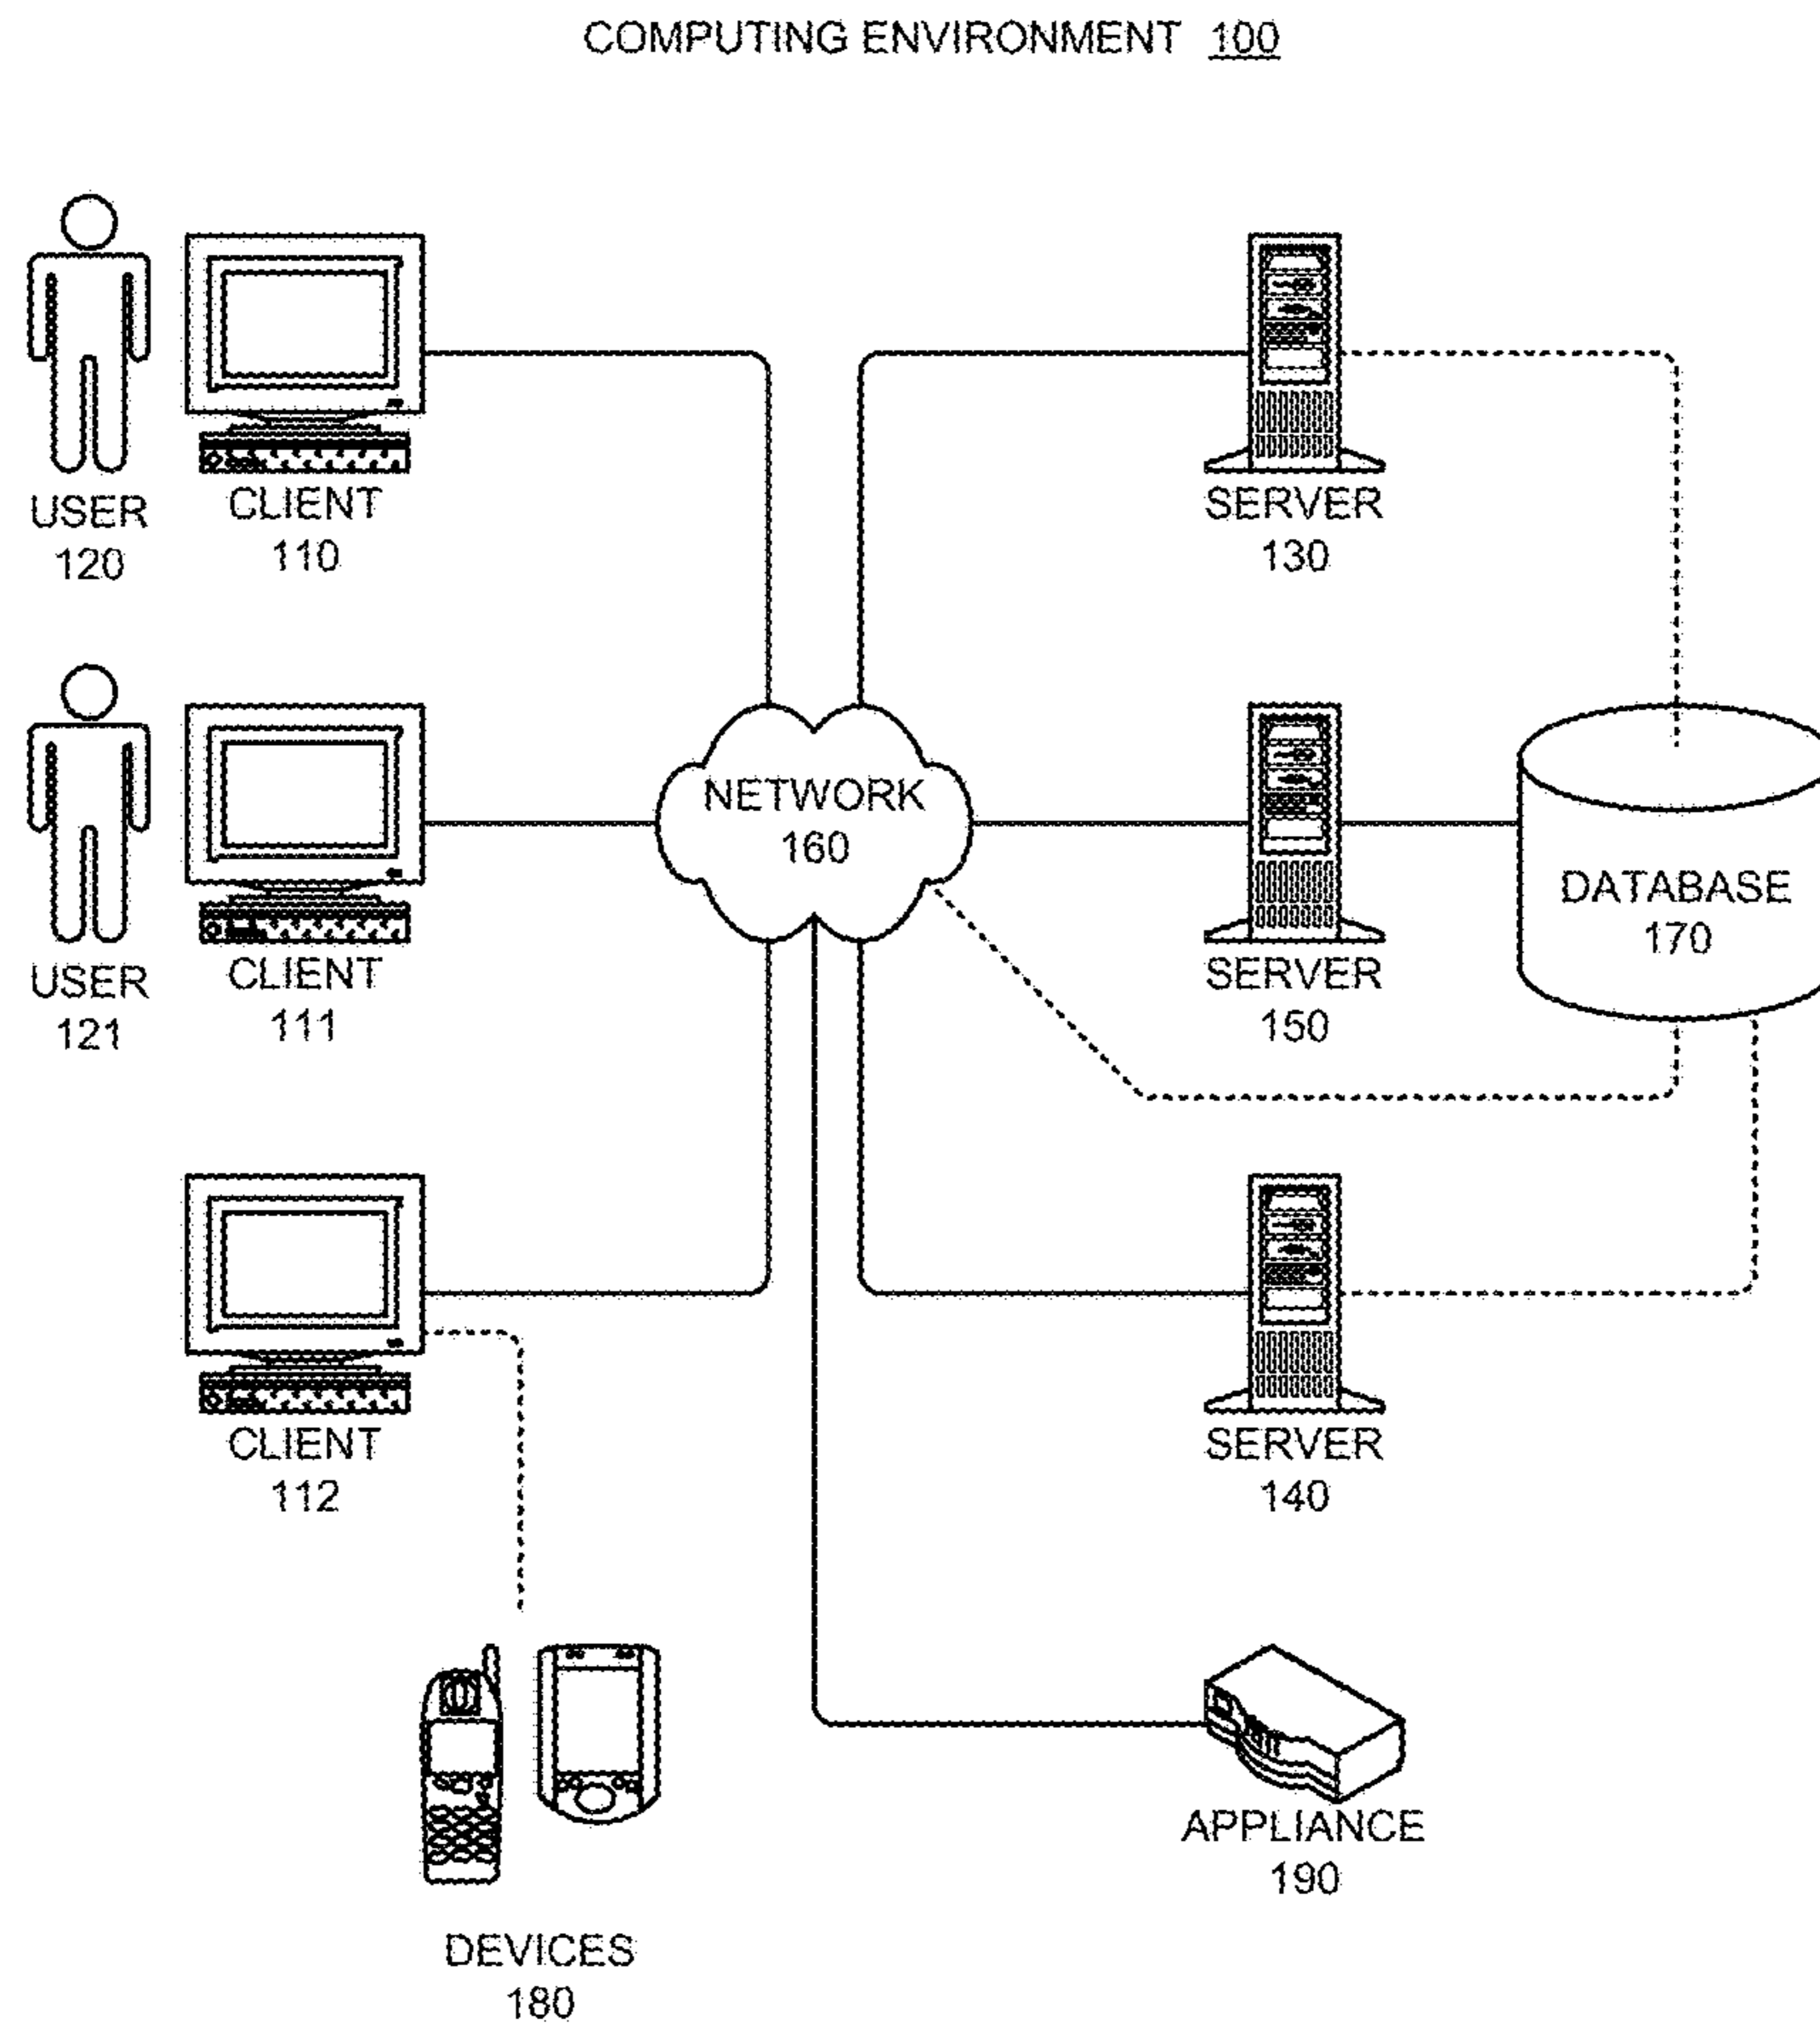 COMPUTING ENVIRONMENT 100
USER
120
CLIENT
110
SERVER
130
USER
121
CLIENT
111
NETWORK
160
SERVER
150
DATABASE
170
CLIENT
112
SERVER
140
DEVICES
180
APPLIANCE
190